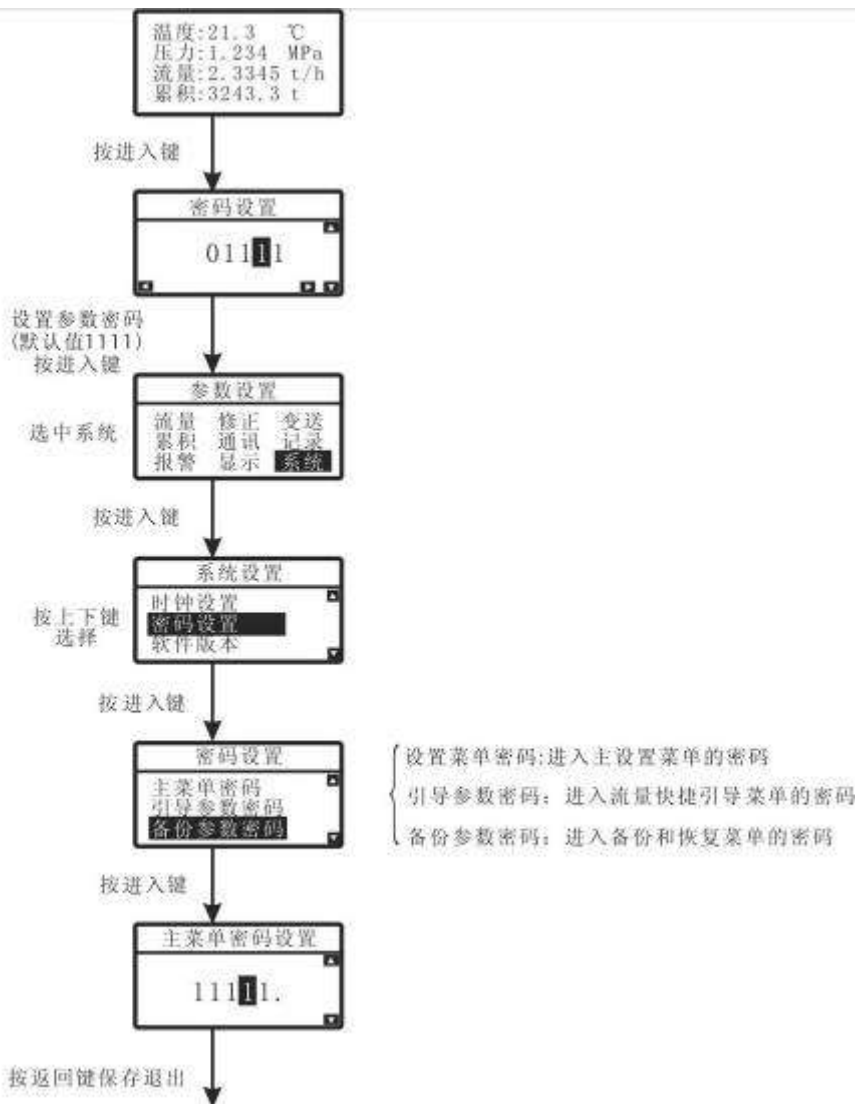 温度:21.3 ℃
压力:1.234 MPa
流量:2.3345 t/h
累积:3243.3 t
按进入键
密码设置
01111
设置参数密码
(默认值1111)
按进入键
参数设置
选中系统
流量 修正 变送
累积 通讯 记录
报警 显示 系统
按进入键
系统设置
时钟设置
密码设置
软件版本
按上下键
选择
按进入键
密码设置
主菜单密码
引导参数密码
备份参数密码
设置菜单密码:进入主设置菜单的密码
引导参数密码：进入流量快捷引导菜单的密码
备份参数密码：进入备份和恢复菜单的密码
按进入键
主菜单密码设置
11111.
按返回键保存退出